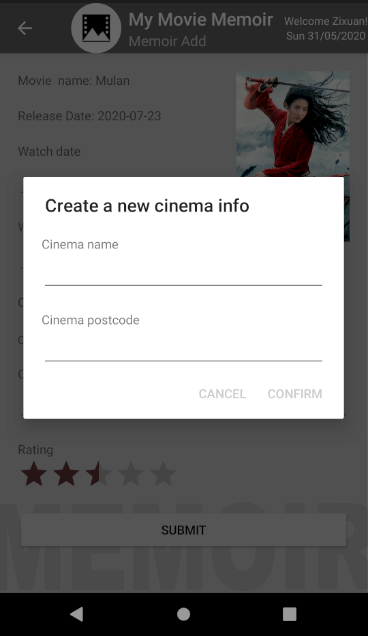 My Movie Memoir
Welcome Zixuan!
Memoir Add
Sun 31/05/2020
Movie name: Mulan
Release Date: 2020-07-23
Watch date
Create a new cinema info
Cinema name
Cinema postcode
CANCEL CONFIRM
Rating
SUBMIT
MEMOIR